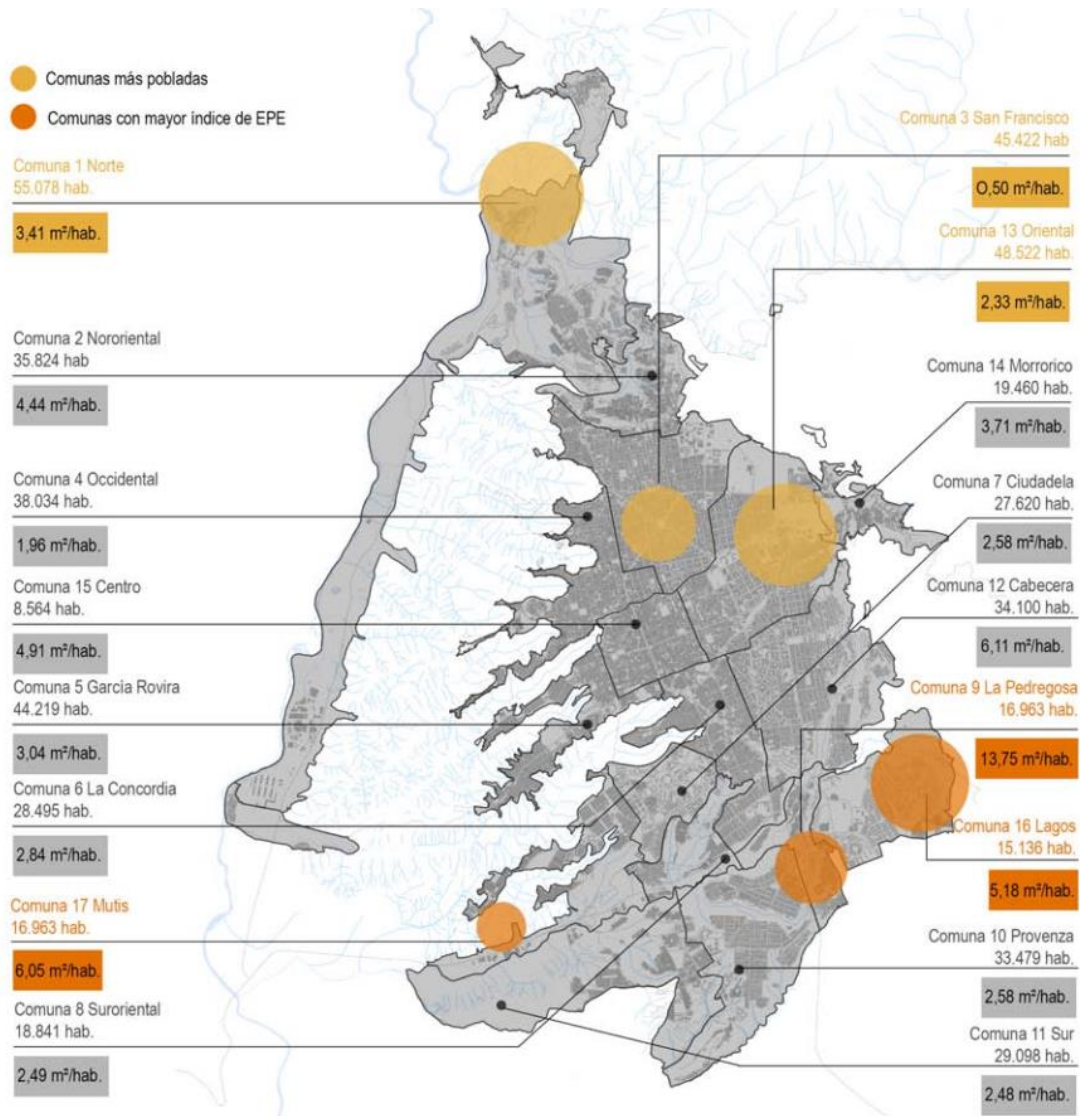 Comunas más pobladas
Comunas con mayor índice de EPE
Comuna 1 Norte
55.078 hab.
3,41 m²/hab.
Comuna 2 Nororiental
35.824 hab
4,44 m²/hab.
Comuna 4 Occidental
38.034 hab.
1,96 m²/hab.
Comuna 15 Centro
8.564 hab.
4,91 m²/hab.
Comuna 5 García Rovira
44.219 hab.
3,04 m²/hab.
Comuna 6 La Concordia
28.495 hab.
2,84 m²/hab.
Comuna 17 Mutis
16.963 hab.
6,05 m²/hab.
Comuna 8 Suroriental
18.841 hab.
2,49 m²/hab.
Comuna 3 San Francisco
45.422 hab
O,50 m²/hab.
Comuna 13 Oriental
48.522 hab.
2,33 m²/hab.
Comuna 14 Morrorico
19.460 hab.
3,71 m²/hab.
Comuna 7 Ciudadela
27.620 hab.
2,58 m²/hab.
Comuna 12 Cabecera
34.100 hab.
6,11 m²/hab.
Comuna 9 La Pedregosa
16.963 hab.
13,75 m²/hab.
Comuna 16 Lagos
15.136 hab.
5,18 m²/hab.
Comuna 10 Provenza
33.479 hab.
2,58 m²/hab.
Comuna 11 Sur
29.098 hab.
2,48 m²/hab.